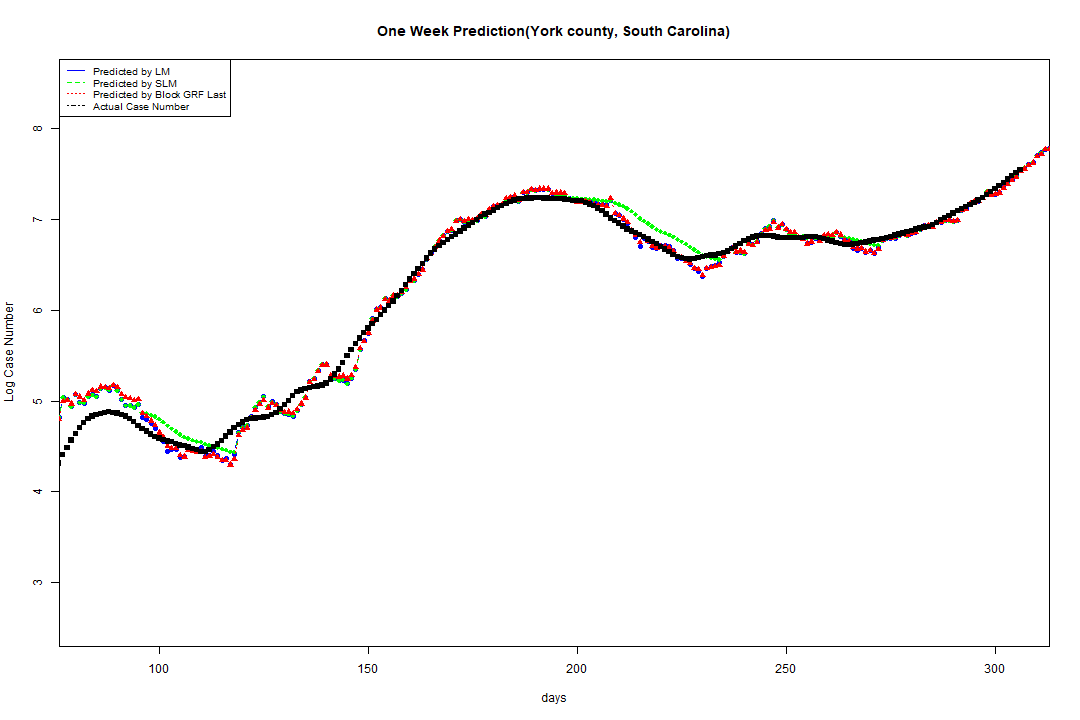 One Week Prediction(York county, South Carolina)
Predicted by LM
Predicted by SLM
Predicted by Block GRF Last
Actual Case Number
Log Case Number
8
7
6
5
4
3
100 150 200 250 300
days